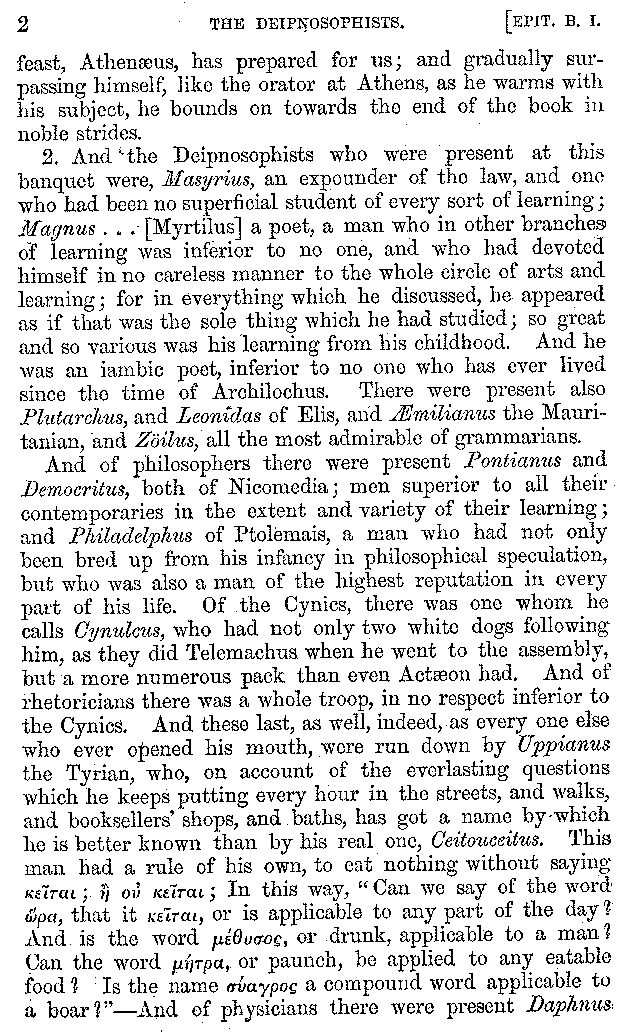 2 THE DEIPNOSOPHISTS. [EPIT. B. I.
feast, Athenæus, has prepared for us; and gradually sur-
passing himself, like the orator at Athens, as he warms with
his subject, he bounds on towards the end of the book in
noble strides.
2. And the Deipnosophists who were present at this
banquet were, Masyrius, an expounder of the law, and one
who had been no superficial student of every sort of learning;
Magnus . . . [Myrtilus] a poet, a man who in other branches
of learning was inferior to no one, and who had devoted
himself in no careless manner to the whole circle of arts and
learning; for in everything which he discussed, he appeared
as if that was the sole thing which he had studied; so great
and so various was his learning from his childhood. And he
was an iambic poet, inferior to no one who has ever lived
since the time of Archilochus. There were present also
Plutarchus, and Leonidas of Elis, and Æmilianus the Mauri-
tanian, and Zöilus, all the most admirable of grammarians.
And of philosophers there were present Pontianus and
Democritus, both of Nicomedia; men superior to all their
contemporaries in the extent and variety of their learning;
and Philadelphus of Ptolemais, a man who had not only
been bred up from his infancy in philosophical speculation,
but who was also a man of the highest reputation in every
part of his life. Of the Cynics, there was one whom he
calls Cynulcus, who had not only two white dogs following
him, as they did Telemachus when he went to the assembly,
but a more numerous pack than even Actæon had. And of
rhetoricians there was a whole troop, in no respect inferior to
the Cynics. And these last, as well, indeed, as every one else
who ever opened his mouth, were run down by Uppianus
the Tyrian, who, on account of the everlasting questions
which he keeps putting every hour in the streets, and walks,
and booksellers' shops, and baths, has got a name by which
he is better known than by his real one, Ceitouceitus. This
man had a rule of his own, to eat nothing without saying
κεῖται; ἢ οὐ κεῖται; In this way, "Can we say of the word
ὥρα, that it κεῖται, or is applicable to any part of the day?
And is the word μέθυσος, or drunk, applicable to a man?
Can the word μήτρα, or paunch, be applied to any eatable
food? Is the name σύαγρος a compound word applicable to
a boar?"—And of physicians there were present Daphnus